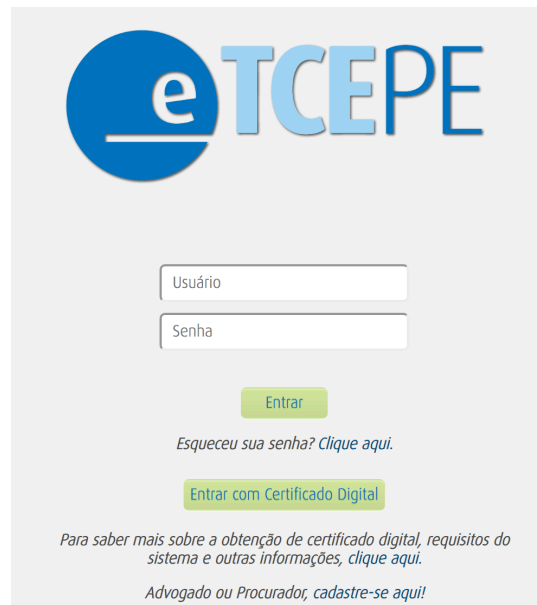 e TCEPE
Usuário
Senha
Entrar
Esqueceu sua senha? Clique aqui.
Entrar com Certificado Digital
Para saber mais sobre a obtenção de certificado digital, requisitos do
sistema e outras informações, clique aqui.
Advogado ou Procurador, cadastre-se aqui!